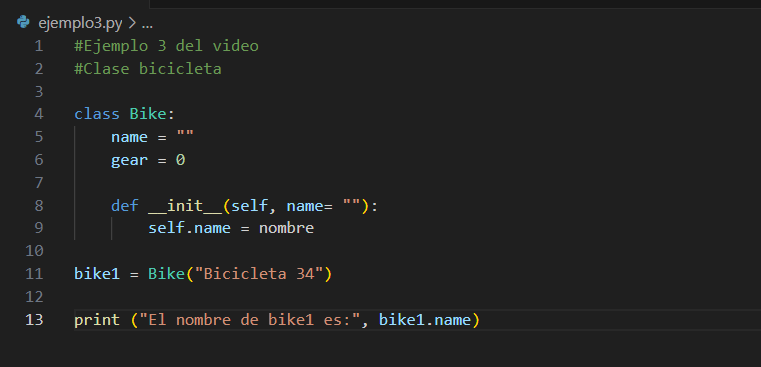 ejemplo3.py > ...
1 #Ejemplo 3 del video
2 #Clase bicicleta
3
4 class Bike:
5     name = ""
6     gear = 0
7
8     def __init__(self, name= ""):
9         self.name = nombre
10
11 bike1 = Bike("Bicicleta 34")
12
13 print ("El nombre de bike1 es:", bike1.name)